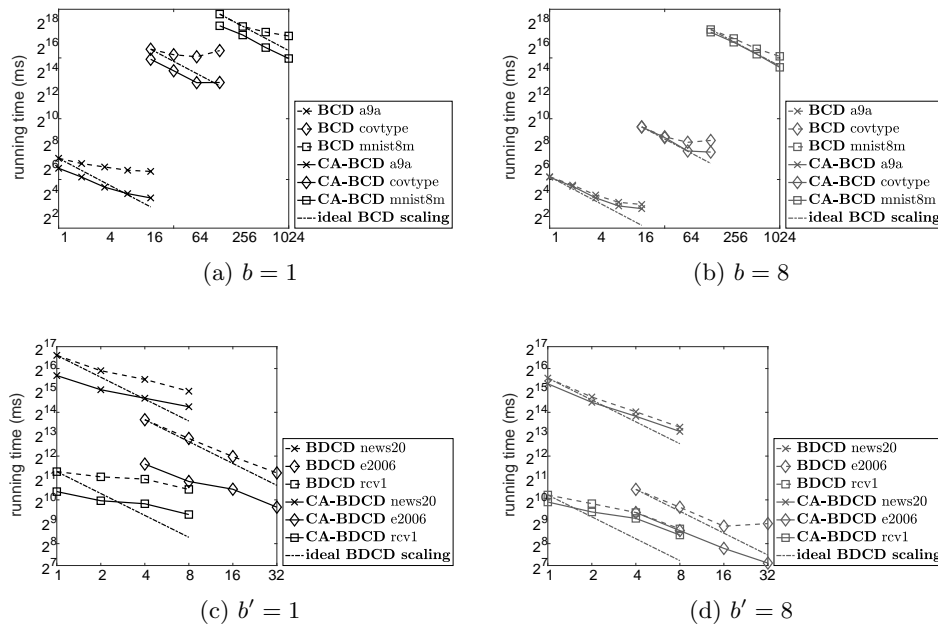 2^18
2^16
2^14
2^12
2^10
2^8
2^6
2^4
2^2
running time (ms)
1 4 16 64 256 1024
BCD a9a
BCD covtype
BCD mnist8m
CA-BCD a9a
CA-BCD covtype
CA-BCD mnist8m
ideal BCD scaling
(a) b = 1
2^18
2^16
2^14
2^12
2^10
2^8
2^6
2^4
2^2
running time (ms)
1 4 16 64 256 1024
BCD a9a
BCD covtype
BCD mnist8m
CA-BCD a9a
CA-BCD covtype
CA-BCD mnist8m
ideal BCD scaling
(b) b = 8
2^17
2^16
2^15
2^14
2^13
2^12
2^11
2^10
2^9
2^8
2^7
running time (ms)
1 2 4 8 16 32
BDCD news20
BDCD e2006
BDCD rcv1
CA-BDCD news20
CA-BDCD e2006
CA-BDCD rcv1
ideal BDCD scaling
(c) b′ = 1
2^17
2^16
2^15
2^14
2^13
2^12
2^11
2^10
2^9
2^8
2^7
running time (ms)
1 2 4 8 16 32
BDCD news20
BDCD e2006
BDCD rcv1
CA-BDCD news20
CA-BDCD e2006
CA-BDCD rcv1
ideal BDCD scaling
(d) b′ = 8